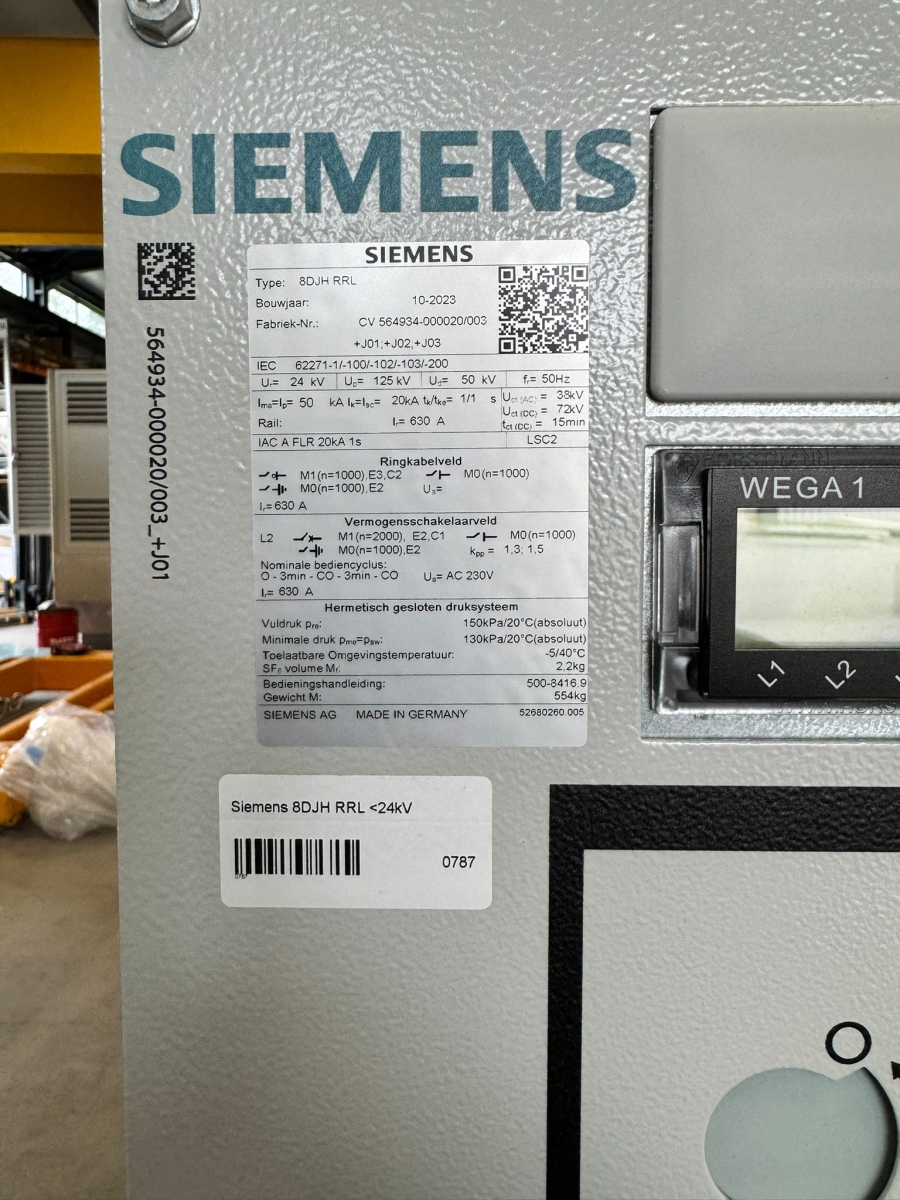 SIEMENS
SIEMENS
Type: 8DJH RRL
Bouwjaar: 10-2023
Fabriek-Nr.: CV 564934-000020/003
+J01;+J02;+J03
IEC 62271-1/-100/-102/-103/-200
Uᵣ= 24 kV Uₚ= 125 kV U_d= 50 kV fᵣ= 50Hz
Iₘₐ=Iₚ= 50 kA Iₖ=Iₛc= 20kA tₖ/tₖₑ= 1/1 s
Uct (AC) = 38kV
Uct (DC) = 72kV
Rail: Iᵣ= 630 A
tct (DC) = 15min
IAC A FLR 20kA 1s LSC2
Ringkabelveld
M1(n=1000),E3,C2 M0(n=1000)
M0(n=1000),E2 Uₐ=
Iᵣ= 630 A
Vermogensschakelaarveld
L2 M1(n=2000), E2,C1 M0(n=1000)
M0(n=1000),E2 kpp = 1,3; 1,5
Nominale bediencyclus:
O - 3min - CO - 3min - CO Uₐ= AC 230V
Iᵣ= 630 A
Hermetisch gesloten druksysteem
Vuldruk pᵣₑ: 150kPa/20°C(absoluut)
Minimale druk pₘₑ=psw: 130kPa/20°C(absoluut)
Toelaatbare Omgevingstemperatuur: -5/40°C
SF₆ volume Mᵣ: 2.2kg
Bedieningshandleiding: 500-8416.9
Gewicht M: 554kg
SIEMENS AG MADE IN GERMANY 52680260.005
564934-000020/003_+J01
WEGA 1
L1 L2
Siemens 8DJH RRL <24kV
0787
0787